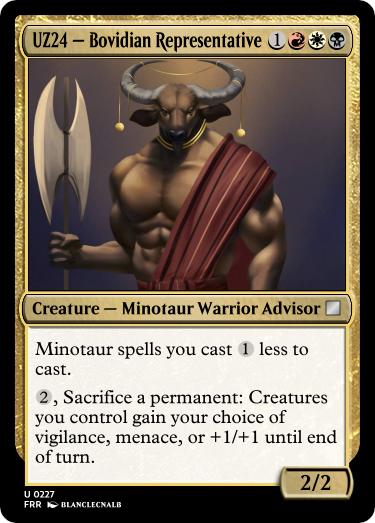 UZ24 — Bovidian Representative 1
Creature — Minotaur Warrior Advisor
Minotaur spells you cast 1 less to
cast.
2, Sacrifice a permanent: Creatures
you control gain your choice of
vigilance, menace, or +1/+1 until end
of turn.
2/2
U 0227
FRR BLANCLECNALB